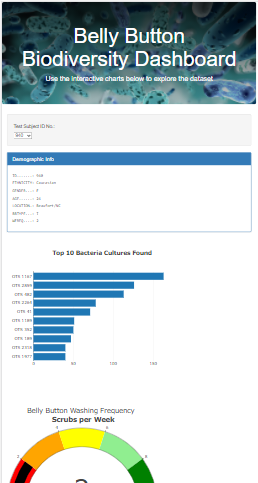 Belly Button
Biodiversity Dashboard
Use the interactive charts below to explore the dataset
Test Subject ID No.:
940
Demographic Info
ID.......: 940
ETHNICITY: Caucasian
GENDER...: F
AGE......: 24
LOCATION.: Beaufort/NC
BBTYPE...: I
WFREQ....: 2
Top 10 Bacteria Cultures Found
OTU 1167
OTU 2859
OTU 482
OTU 2264
OTU 41
OTU 1189
OTU 352
OTU 189
OTU 2318
OTU 1977
0 50 100 150
Belly Button Washing Frequency
Scrubs per Week
4 6
2 8